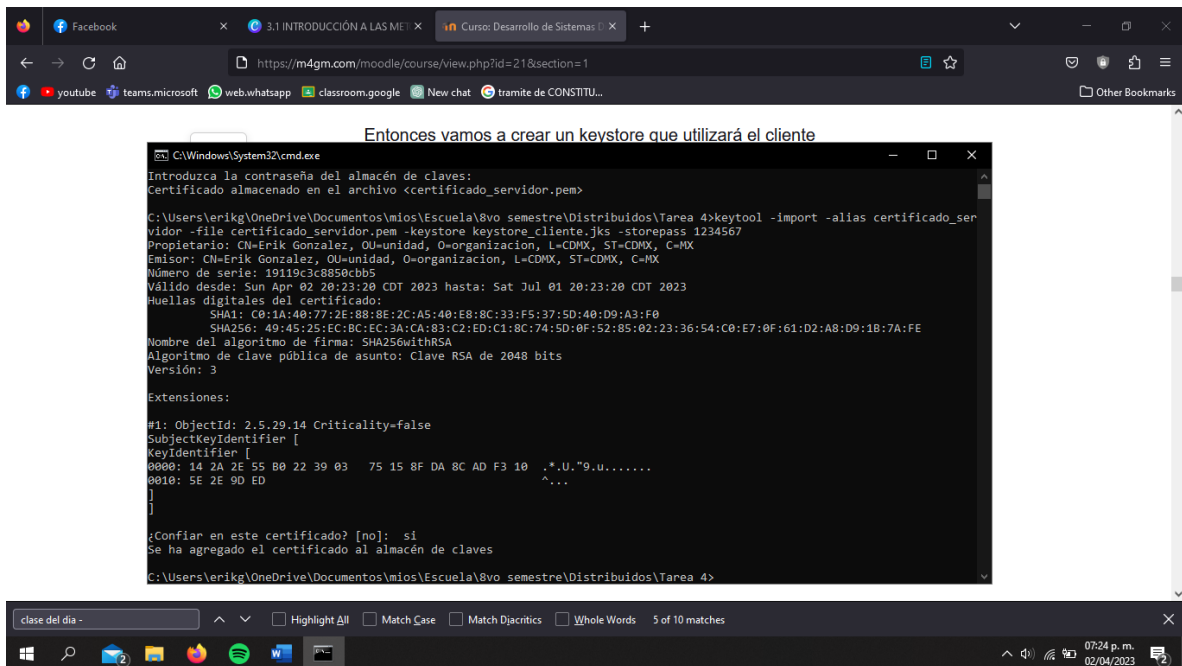 Facebook
3.1 INTRODUCCIÓN A LAS MET
Curso: Desarrollo de Sistemas D
https://m4gm.com/moodle/course/view.php?id=21&section=1
youtube
teams.microsoft
web.whatsapp
classroom.google
New chat
tramite de CONSTITU...
Other Bookmarks
Entonces vamos a crear un keystore que utilizará el cliente
C:\Windows\System32\cmd.exe
Introduzca la contraseña del almacén de claves:
Certificado almacenado en el archivo <certificado_servidor.pem>
C:\Users\erikg\OneDrive\Documentos\mios\Escuela\8vo semestre\Distribuidos\Tarea 4>keytool -import -alias certificado_ser
vidor -file certificado_servidor.pem -keystore keystore_cliente.jks -storepass 1234567
Propietario: CN=Erik Gonzalez, OU=unidad, O=organizacion, L=CDMX, ST=CDMX, C=MX
Emisor: CN=Erik Gonzalez, OU=unidad, O=organizacion, L=CDMX, ST=CDMX, C=MX
Número de serie: 19119c3c8850cbb5
Válido desde: Sun Apr 02 20:23:20 CDT 2023 hasta: Sat Jul 01 20:23:20 CDT 2023
Huellas digitales del certificado:
SHA1: C0:1A:40:77:2E:88:8E:2C:A5:40:E8:8C:33:F5:37:5D:40:D9:A3:F0
SHA256: 49:45:25:EC:BC:EC:3A:CA:83:C2:ED:C1:8C:74:5D:0F:52:85:02:23:36:54:C0:E7:0F:61:D2:A8:D9:1B:7A:FE
Nombre del algoritmo de firma: SHA256withRSA
Algoritmo de clave pública de asunto: Clave RSA de 2048 bits
Versión: 3
Extensiones:
#1: ObjectId: 2.5.29.14 Criticality=false
SubjectKeyIdentifier [
KeyIdentifier [
0000: 14 2A 2E 55 B0 22 39 03   75 15 8F DA 8C AD F3 10  .*.U."9.u.......
0010: 5E 2E 9D ED                                        ^...
]
]
¿Confiar en este certificado? [no]:  si
Se ha agregado el certificado al almacén de claves
C:\Users\erikg\OneDrive\Documentos\mios\Escuela\8vo semestre\Distribuidos\Tarea 4>
clase del dia -
Highlight All
Match Case
Match Diacritics
Whole Words
5 of 10 matches
07:24 p. m.
02/04/2023